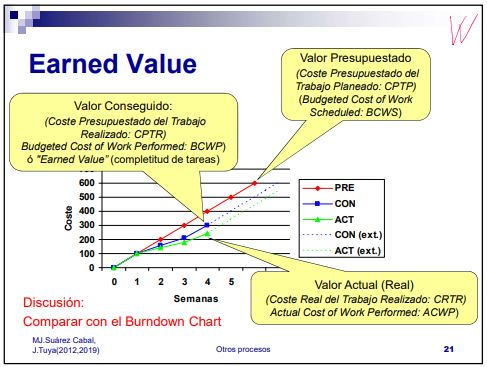 Earned Value
Valor Presupuestado
(Coste Presupuestado del
Trabajo Planeado: CPTP)
(Budgeted Cost of Work
Scheduled: BCWS)
Valor Conseguido:
(Coste Presupuestado del Trabajo
Realizado: CPTR)
Budgeted Cost of Work Performed: BCWP)
ó "Earned Value" (completitud de tareas)
600
500
400
300
200
100
0
Coste
0 1 2 3 4 5
Semanas
PRE
CON
ACT
CON (ext.)
ACT (ext.)
Valor Actual (Real)
(Coste Real del Trabajo Realizado: CRTR)
Actual Cost of Work Performed: ACWP)
Discusión:
Comparar con el Burndown Chart
MJ.Suárez Cabal,
J.Tuya(2012,2019)
Otros procesos
21